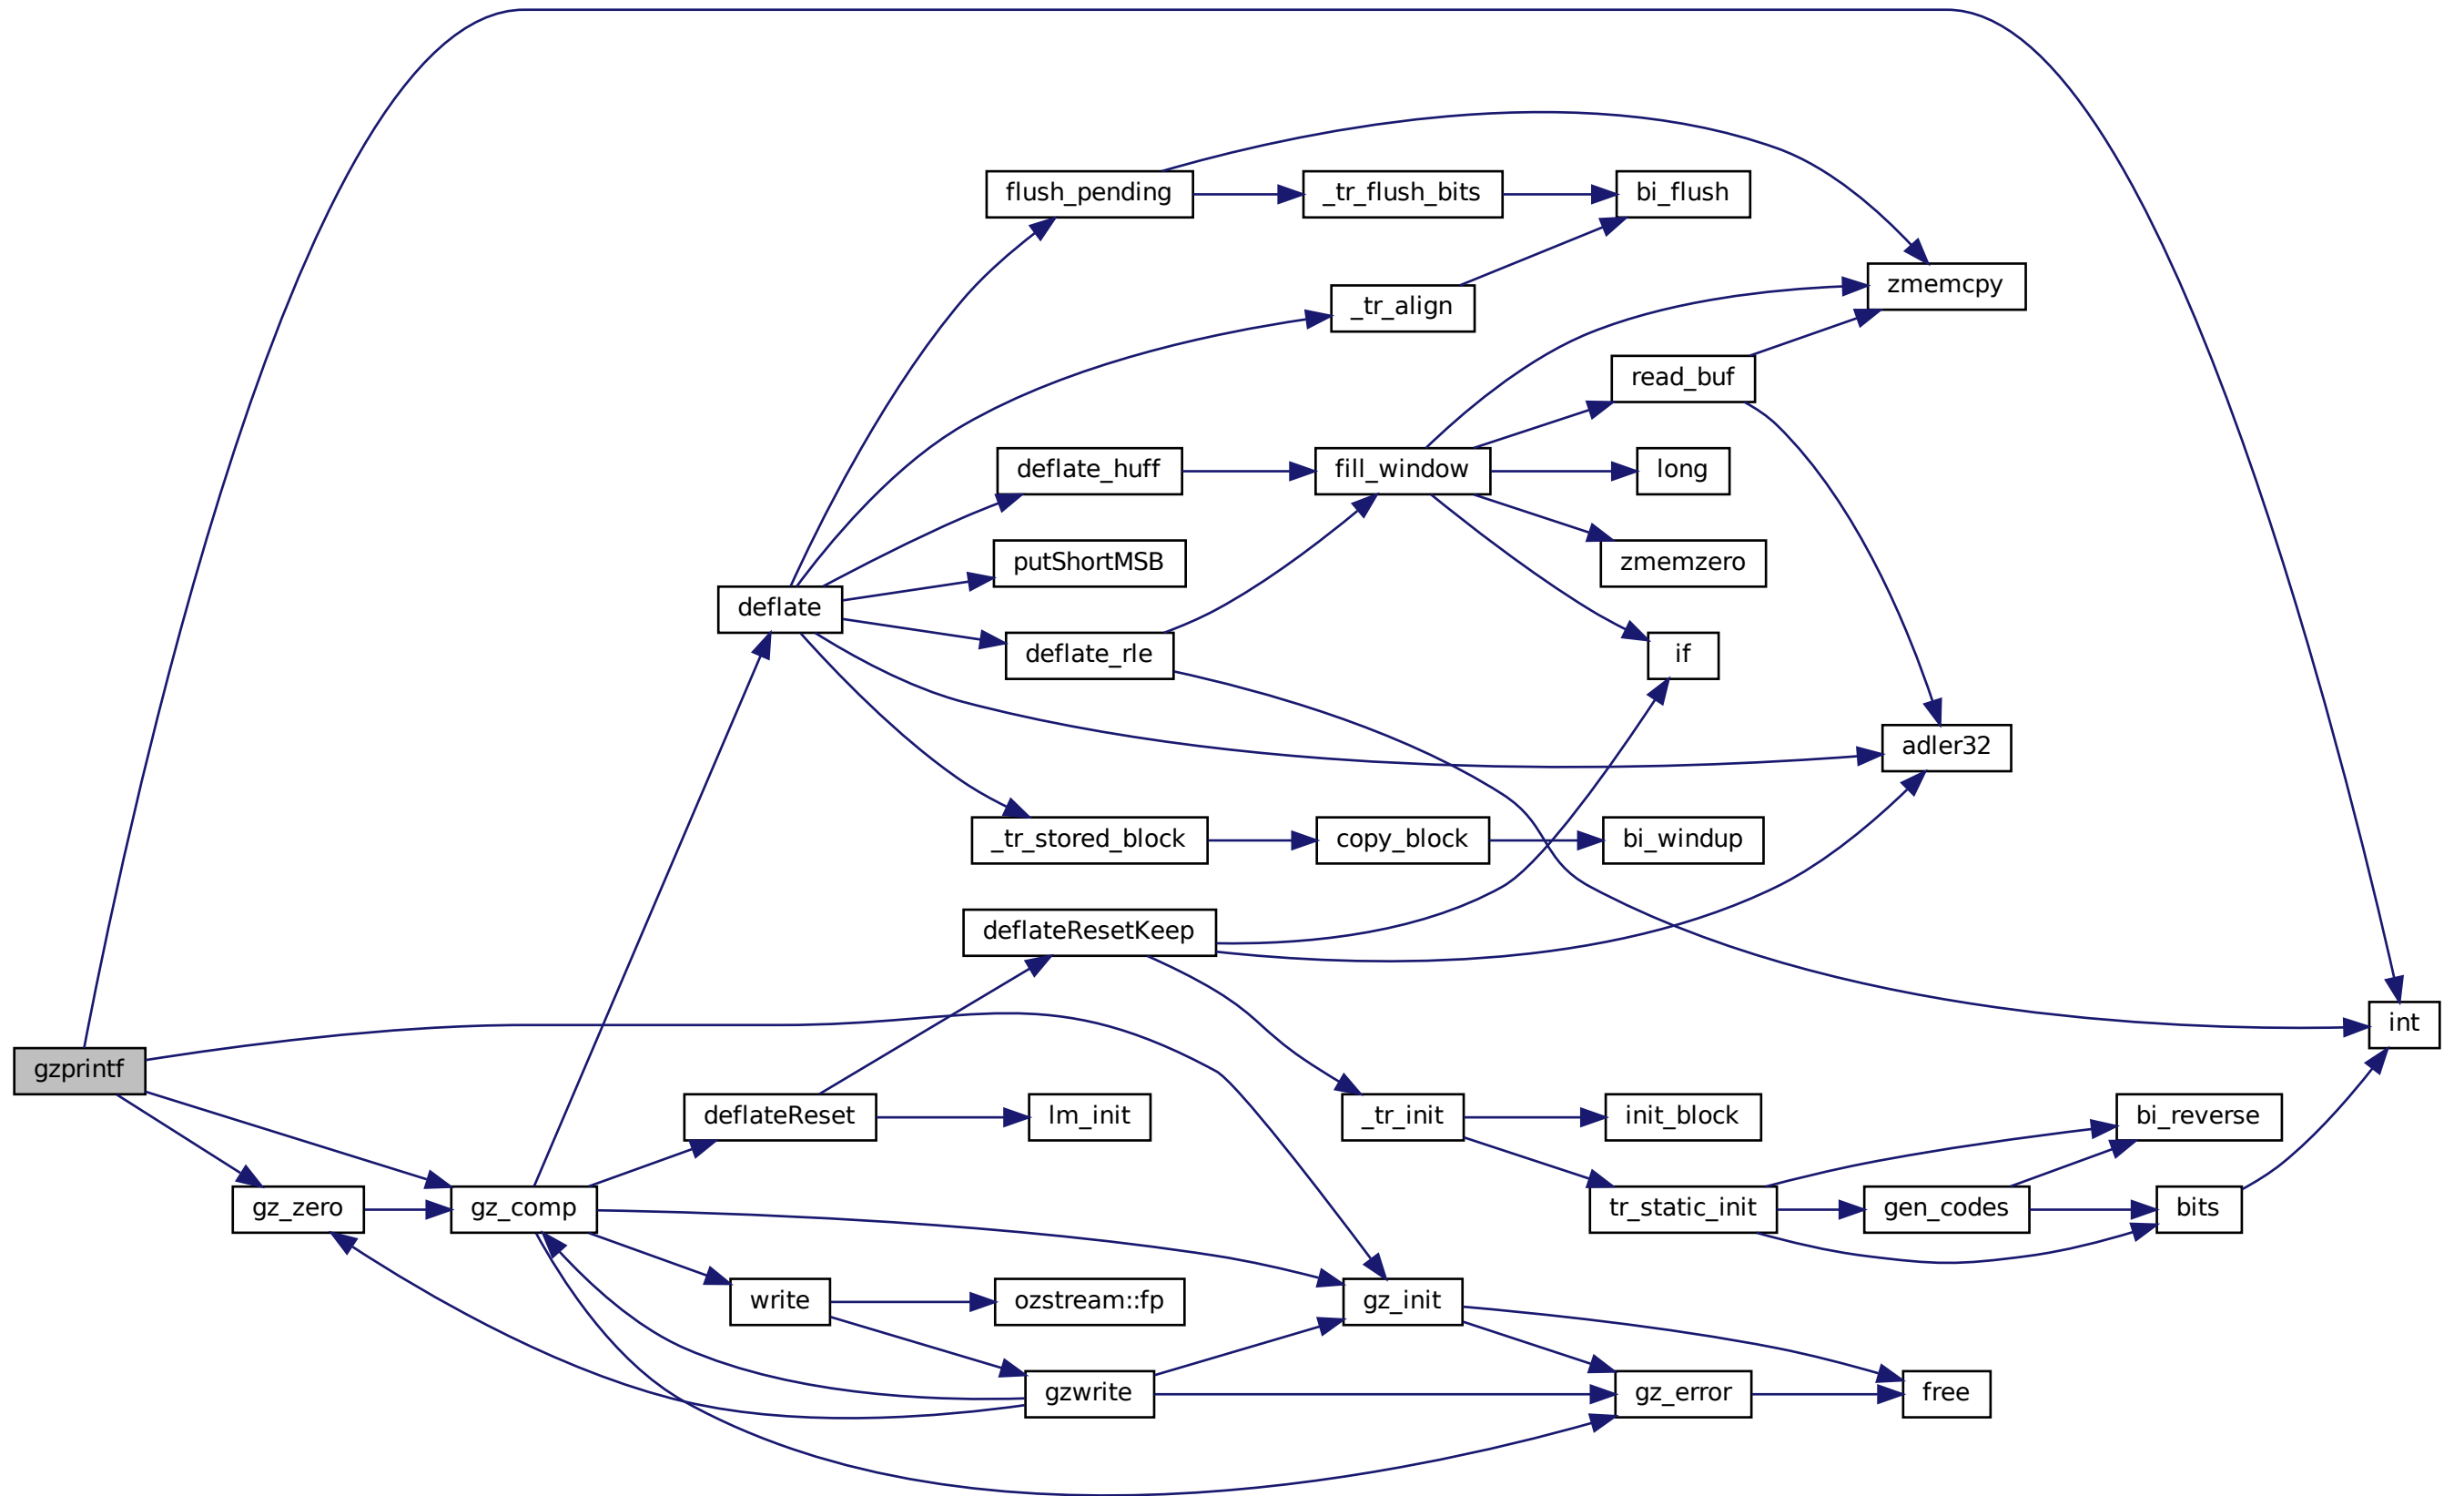 flush_pending
_tr_flush_bits
bi_flush
zmemcpy
_tr_align
read_buf
deflate_huff
fill_window
long
putShortMSB
zmemzero
deflate
deflate_rle
if
adler32
_tr_stored_block
copy_block
bi_windup
deflateResetKeep
int
gzprintf
deflateReset
lm_init
_tr_init
init_block
bi_reverse
gz_zero
gz_comp
tr_static_init
gen_codes
bits
write
ozstream::fp
gz_init
gzwrite
gz_error
free